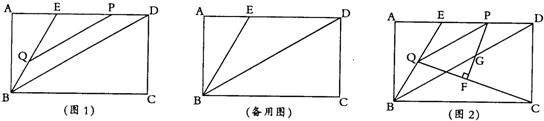 A E P D
Q
B C
(图1)
A E D
B C
(备用图)
A E P D
Q G
F
B C
(图2)